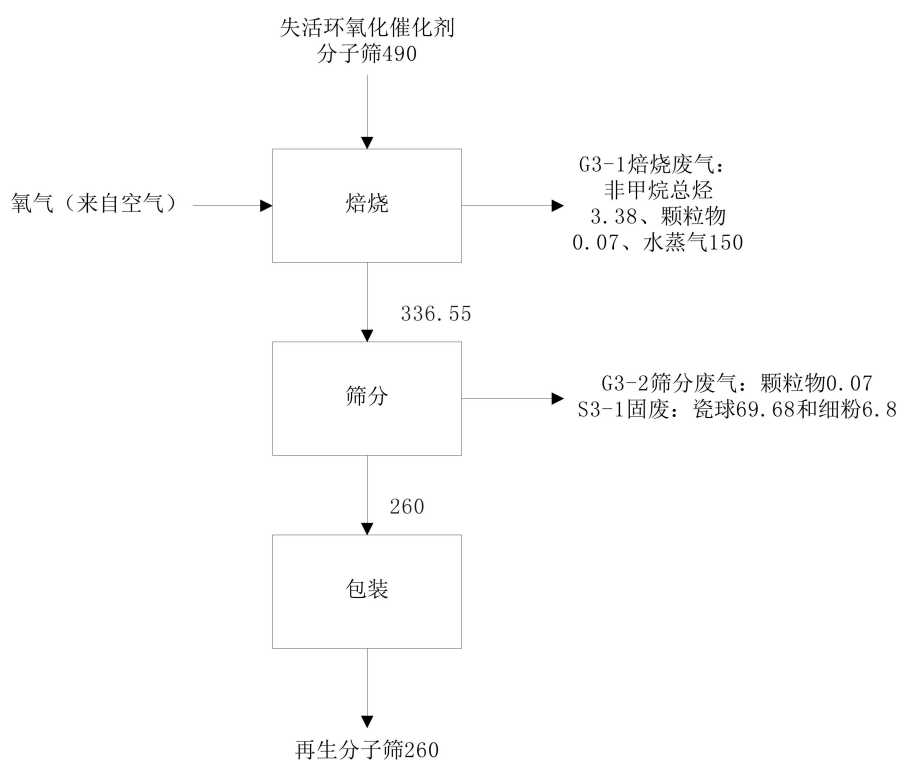 失活环氧化催化剂
分子筛490
氧气（来自空气）
焙烧
G3-1焙烧废气：
非甲烷总烃
3.38、颗粒物
0.07、水蒸气150
336.55
筛分
G3-2筛分废气：颗粒物0.07
S3-1固废：瓷球69.68和细粉6.8
260
包装
再生分子筛260